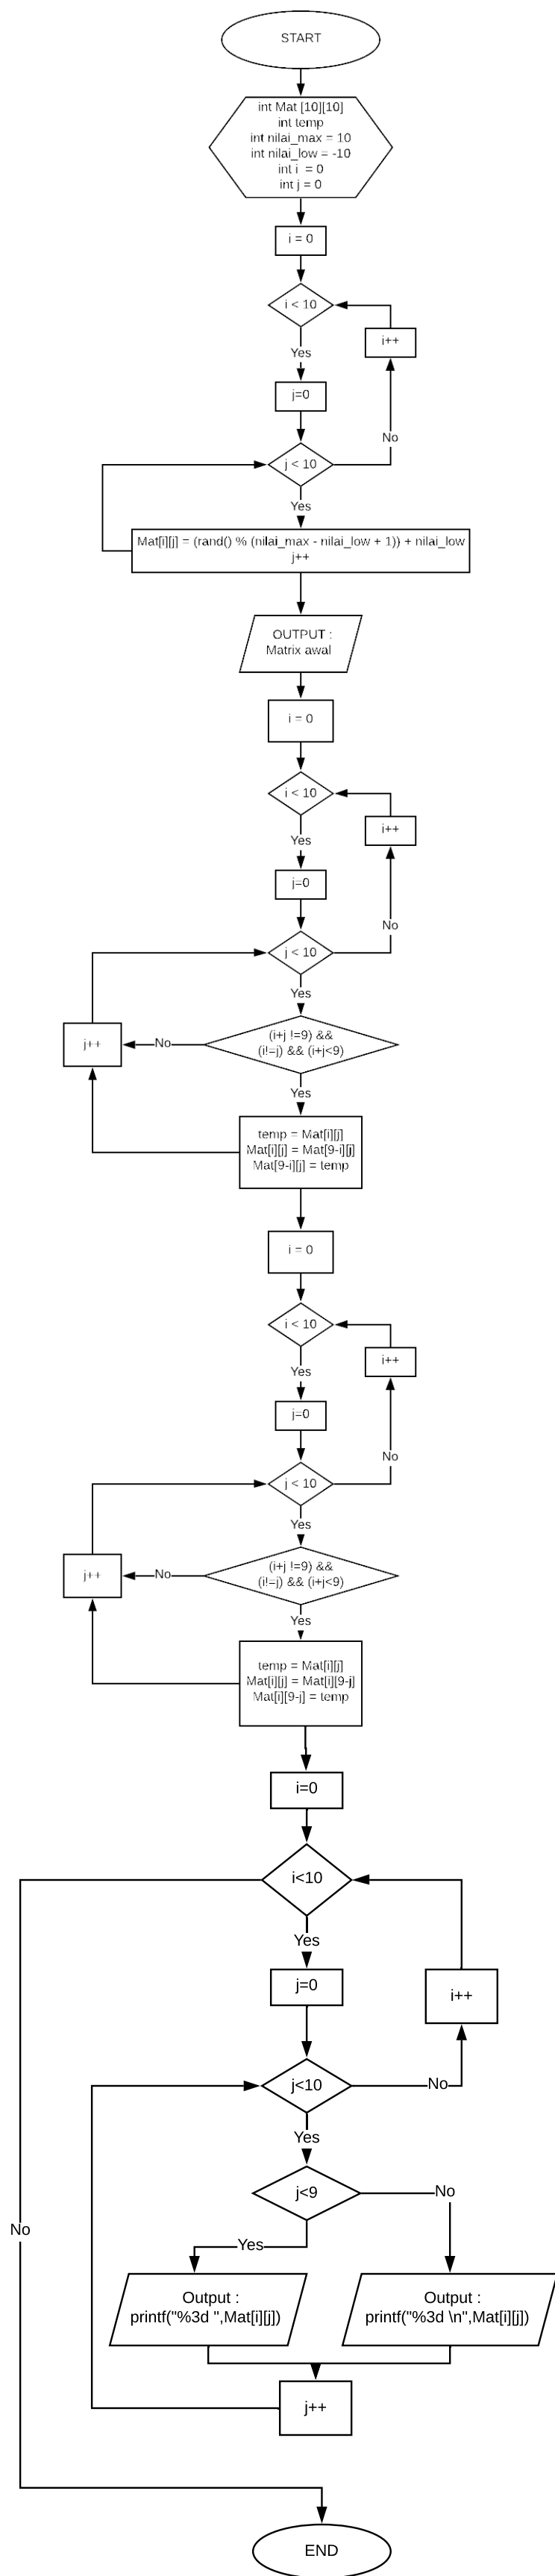 START
int Mat [10][10]
int temp
int nilai_max = 10
int nilai_low = -10
int i  = 0
int j = 0
i = 0
i < 10
i++
Yes
j=0
No
j < 10
Yes
Mat[i][j] = (rand() % (nilai_max - nilai_low + 1)) + nilai_low
j++
OUTPUT :
Matrix awal
i = 0
i < 10
i++
Yes
j=0
No
j < 10
Yes
(i+j !=9) &&
(i!=j) && (i+j<9)
No
j++
Yes
temp = Mat[i][j]
Mat[i][j] = Mat[9-i][j]
Mat[9-i][j] = temp
i = 0
i < 10
i++
Yes
j=0
No
j < 10
Yes
(i+j !=9) &&
(i!=j) && (i+j<9)
No
j++
Yes
temp = Mat[i][j]
Mat[i][j] = Mat[i][9-j]
Mat[i][9-j] = temp
i=0
i<10
Yes
j=0
i++
j<10
No
Yes
j<9
No
No
Yes
Output :
printf("%3d ",Mat[i][j])
Output :
printf("%3d \n",Mat[i][j])
j++
END